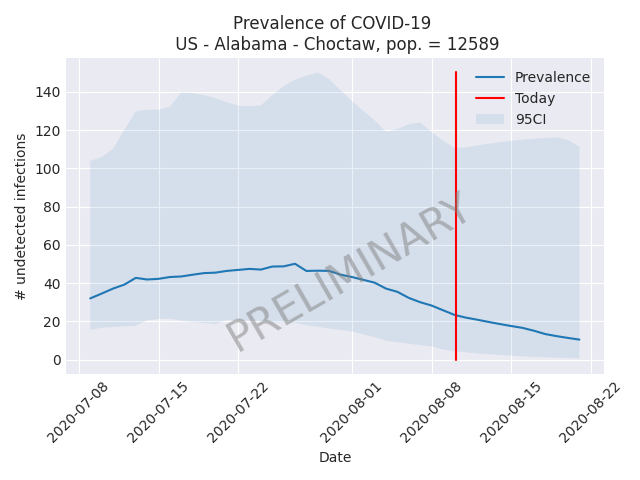 Prevalence of COVID-19
US - Alabama - Choctaw, pop. = 12589
# undetected infections
140
120
100
80
60
40
20
0
Prevalence
Today
95CI
PRELIMINARY
2020-07-08
2020-07-15
2020-07-22
2020-08-01
2020-08-08
2020-08-15
2020-08-22
Date